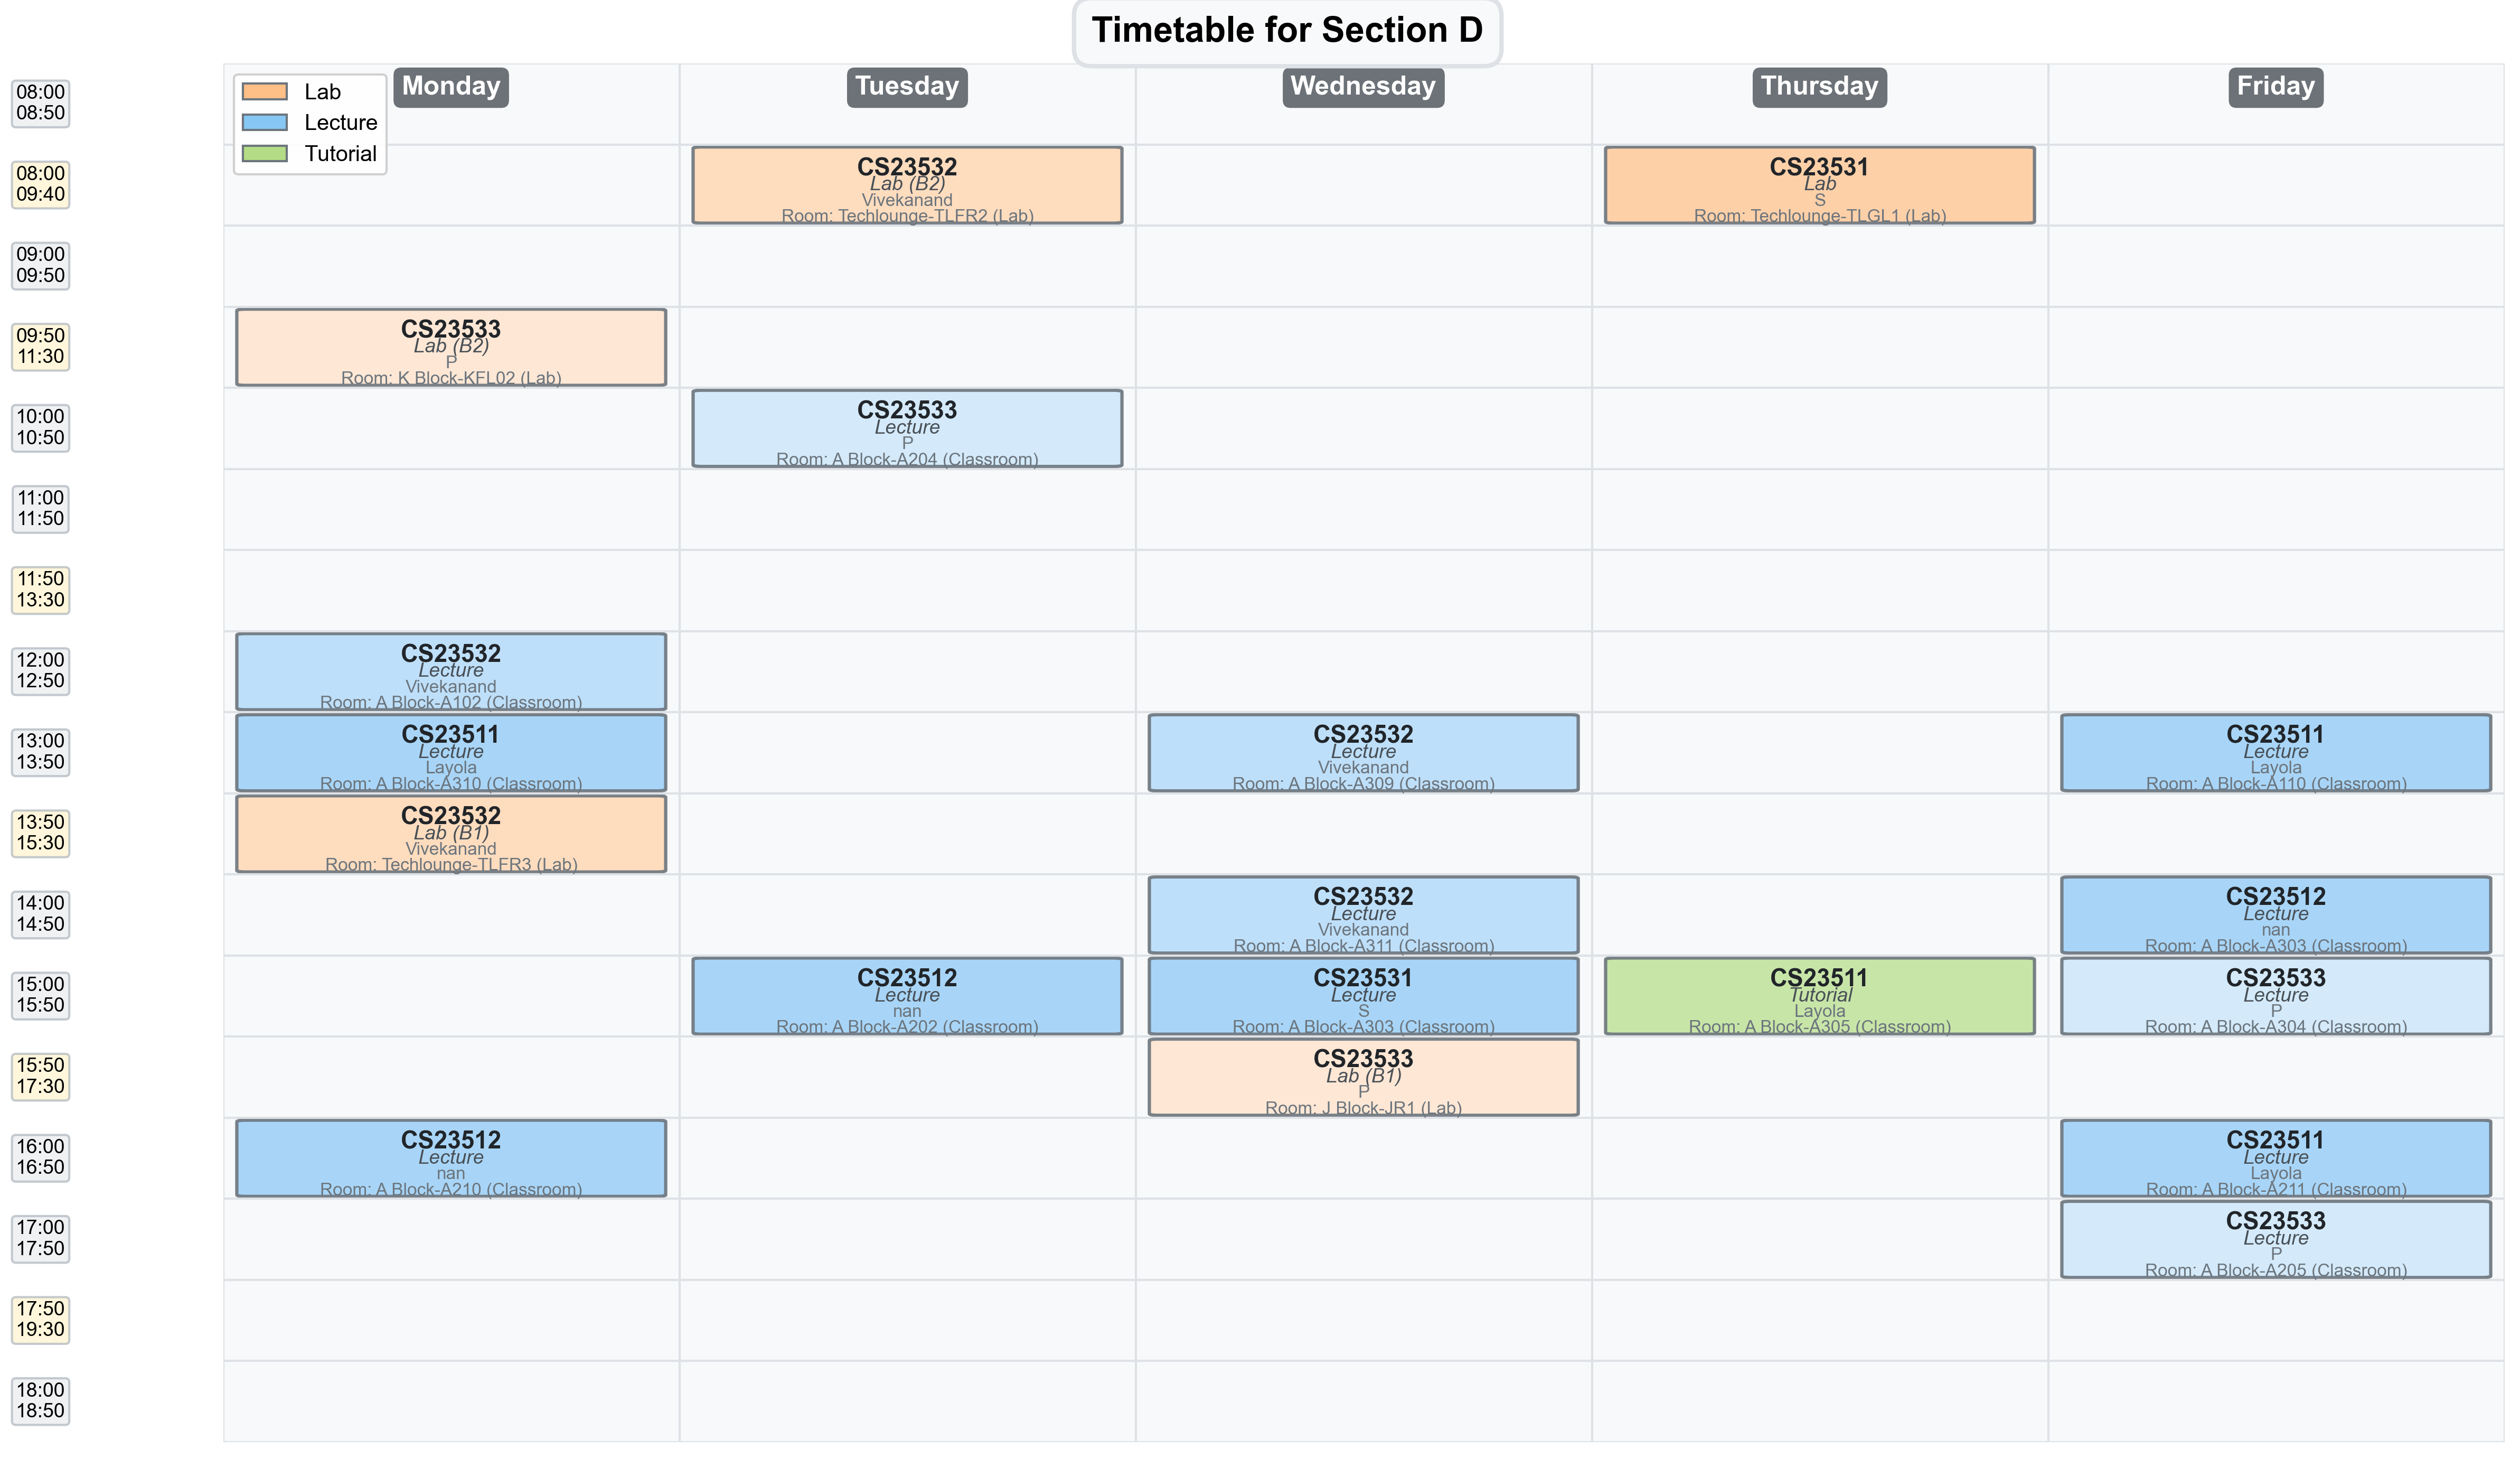 Timetable for Section D
Lab
Lecture
Tutorial
Monday
Tuesday
Wednesday
Thursday
Friday
08:00
08:50
08:00
09:40
CS23532
Lab (B2)
Vivekanand
Room: Techlounge-TLFR2 (Lab)
CS23531
Lab
S
Room: Techlounge-TLGL1 (Lab)
09:00
09:50
09:50
11:30
CS23533
Lab (B2)
P
Room: K Block-KFL02 (Lab)
10:00
10:50
CS23533
Lecture
P
Room: A Block-A204 (Classroom)
11:00
11:50
11:50
13:30
12:00
12:50
CS23532
Lecture
Vivekanand
Room: A Block-A102 (Classroom)
13:00
13:50
CS23511
Lecture
Layola
Room: A Block-A310 (Classroom)
CS23532
Lecture
Vivekanand
Room: A Block-A309 (Classroom)
CS23511
Lecture
Layola
Room: A Block-A110 (Classroom)
13:50
15:30
CS23532
Lab (B1)
Vivekanand
Room: Techlounge-TLFR3 (Lab)
14:00
14:50
CS23532
Lecture
Vivekanand
Room: A Block-A311 (Classroom)
CS23512
Lecture
nan
Room: A Block-A303 (Classroom)
15:00
15:50
CS23512
Lecture
nan
Room: A Block-A202 (Classroom)
CS23531
Lecture
S
Room: A Block-A303 (Classroom)
CS23511
Tutorial
Layola
Room: A Block-A305 (Classroom)
CS23533
Lecture
P
Room: A Block-A304 (Classroom)
15:50
17:30
CS23533
Lab (B1)
P
Room: J Block-JR1 (Lab)
16:00
16:50
CS23512
Lecture
nan
Room: A Block-A210 (Classroom)
CS23511
Lecture
Layola
Room: A Block-A211 (Classroom)
17:00
17:50
CS23533
Lecture
P
Room: A Block-A205 (Classroom)
17:50
19:30
18:00
18:50